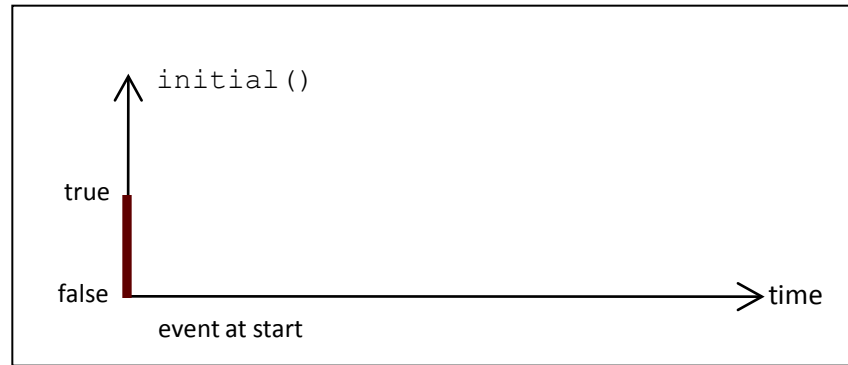 initial()
true
false
time
event at start